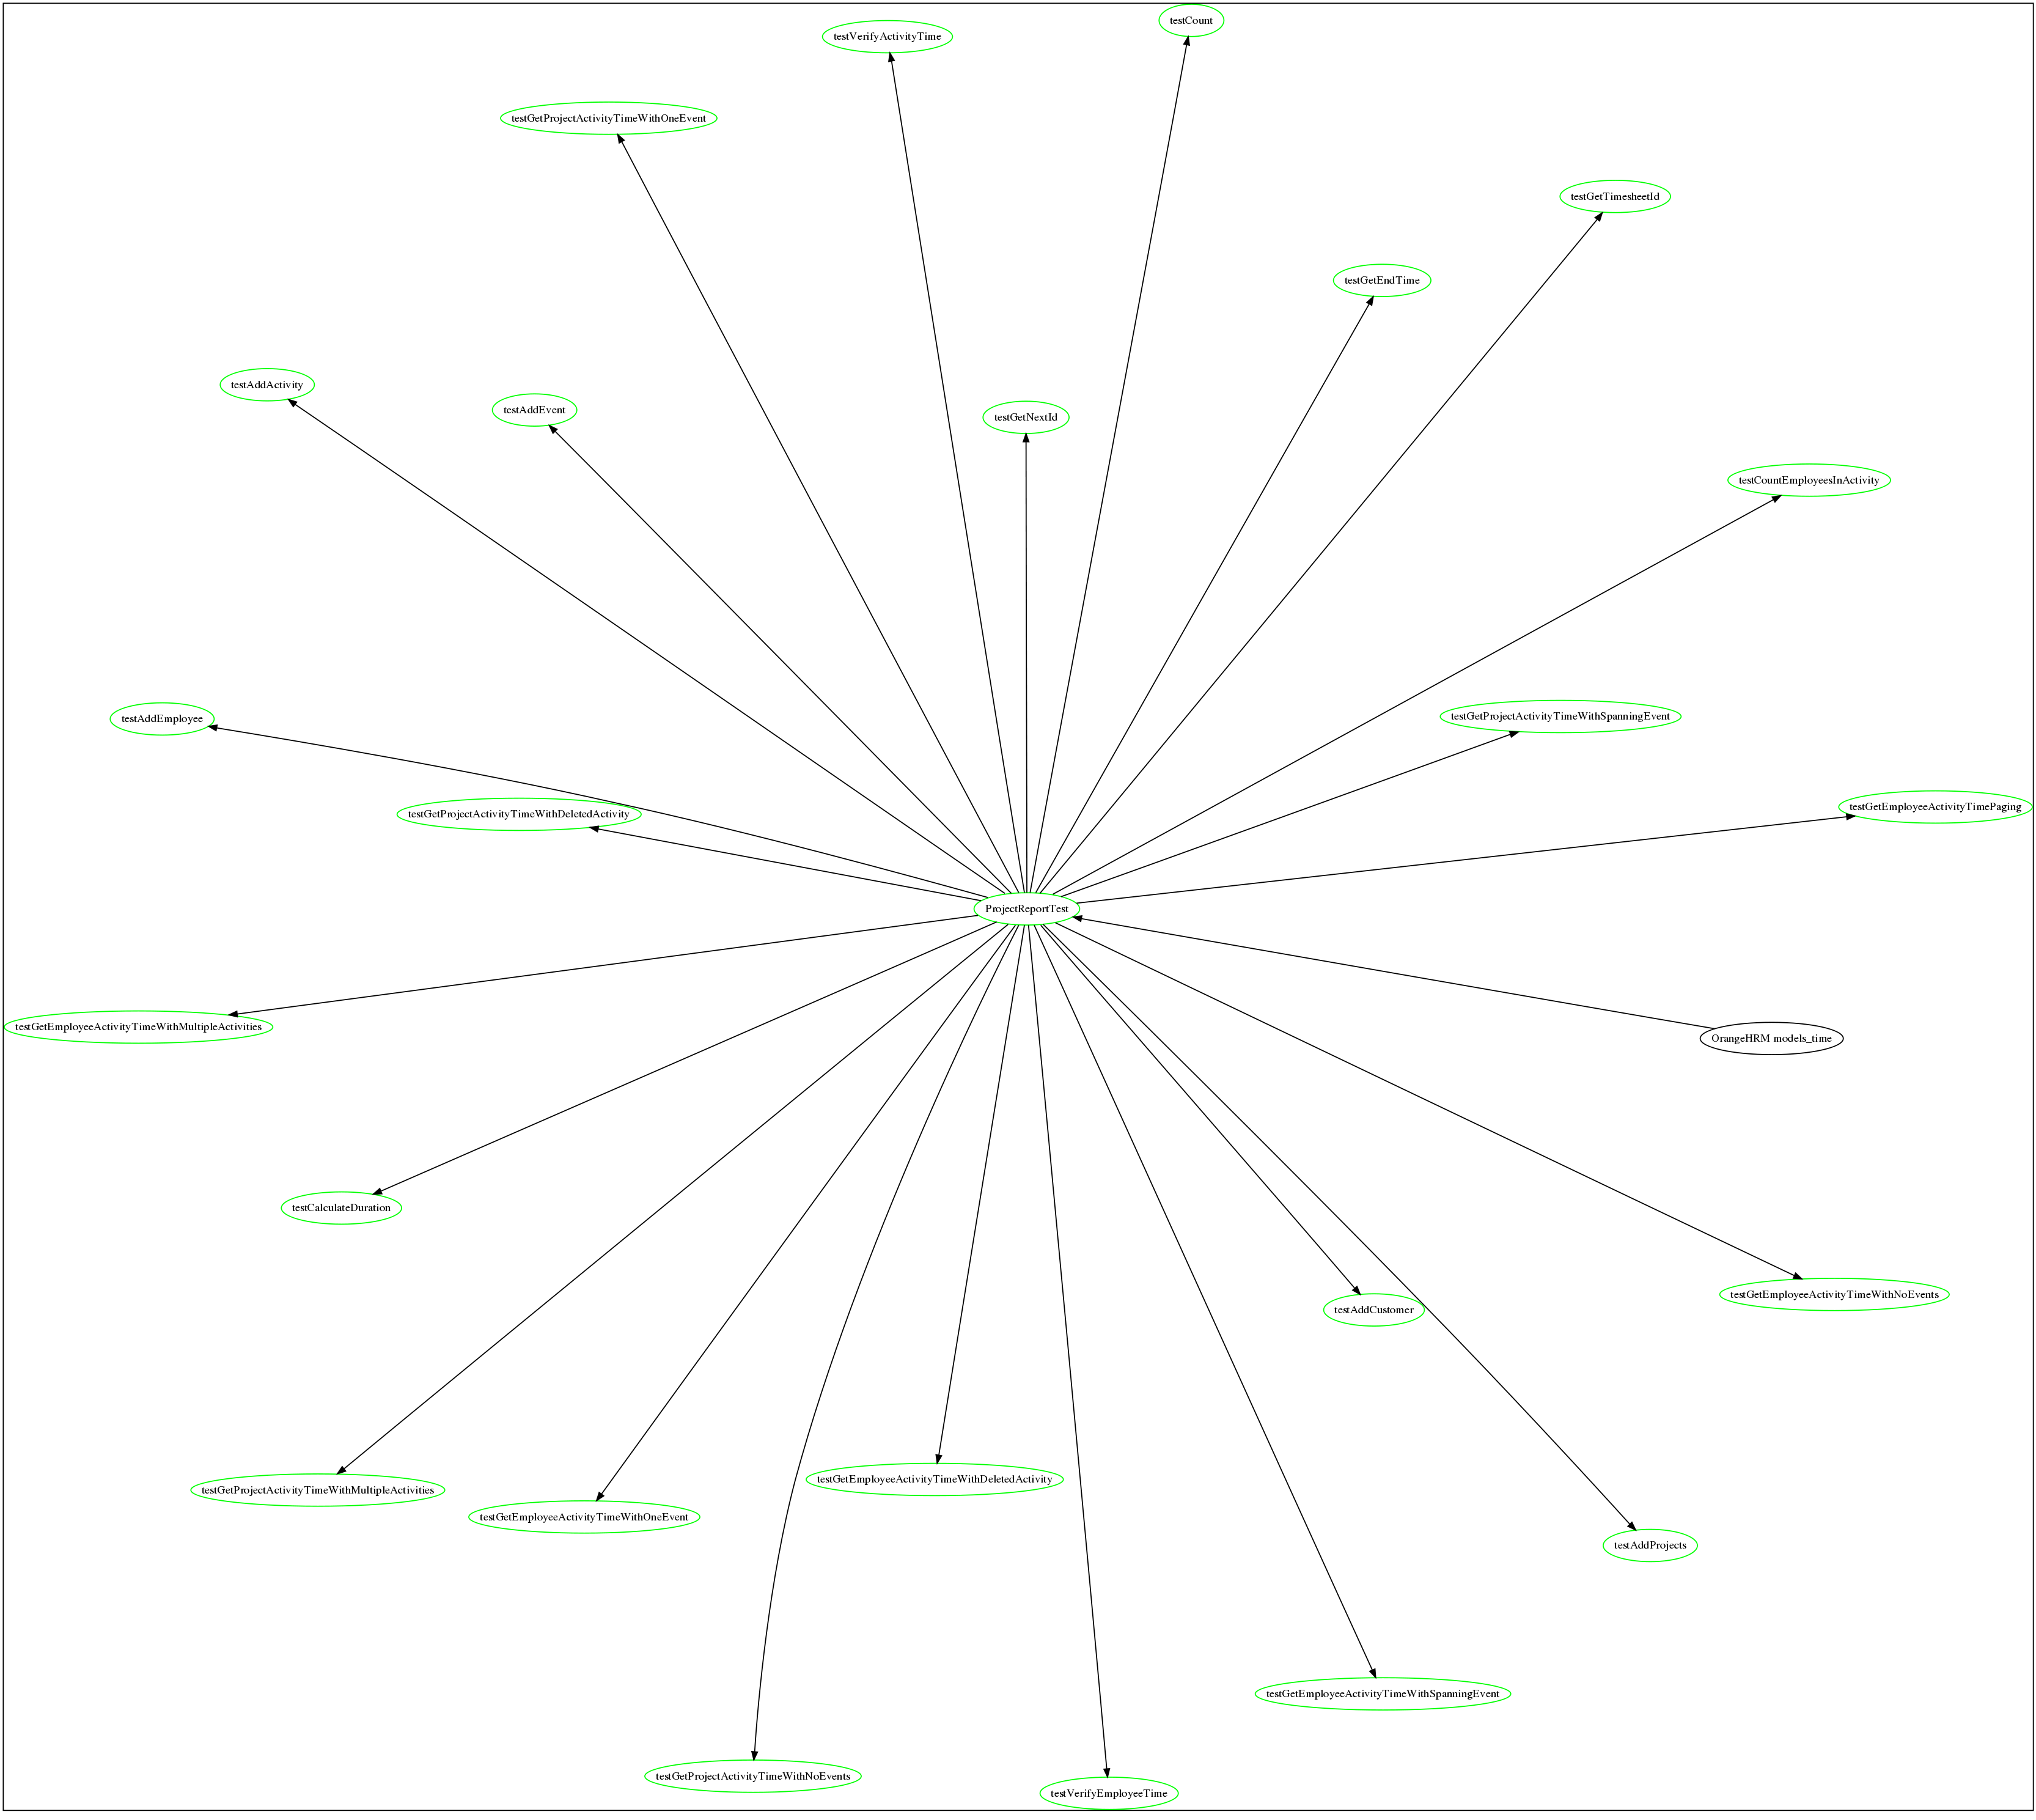 testCount
testVerifyActivityTime
testGetProjectActivityTimeWithOneEvent
testGetTimesheetId
testGetEndTime
testAddActivity
testAddEvent
testGetNextId
testCountEmployeesInActivity
testAddEmployee
testGetProjectActivityTimeWithSpanningEvent
testGetEmployeeActivityTimePaging
testGetProjectActivityTimeWithDeletedActivity
ProjectReportTest
testGetEmployeeActivityTimeWithMultipleActivities
OrangeHRM models_time
testCalculateDuration
testGetEmployeeActivityTimeWithNoEvents
testAddCustomer
testGetEmployeeActivityTimeWithDeletedActivity
testGetProjectActivityTimeWithMultipleActivities
testGetEmployeeActivityTimeWithOneEvent
testAddProjects
testGetEmployeeActivityTimeWithSpanningEvent
testGetProjectActivityTimeWithNoEvents
testVerifyEmployeeTime